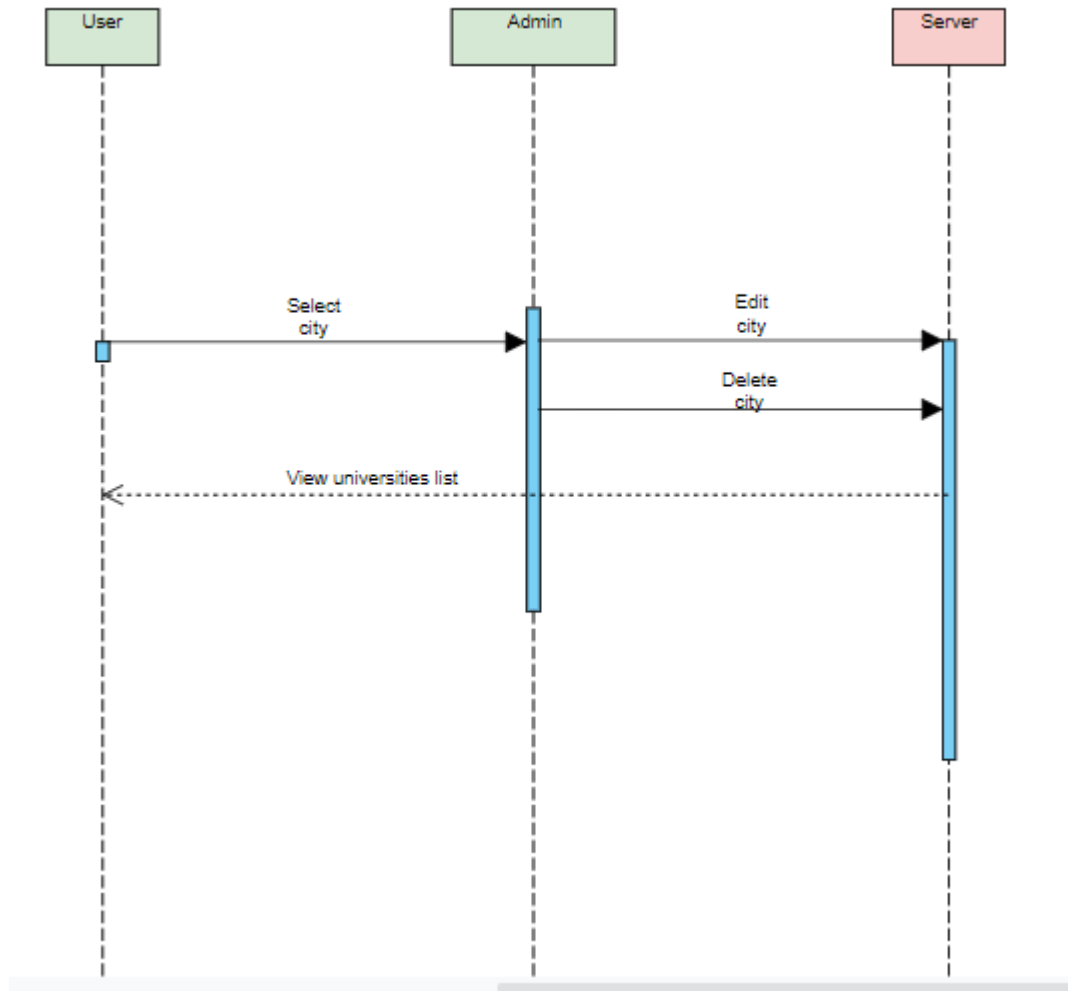 User
Admin
Server
Select
city
Edit
city
Delete
city
View universities list